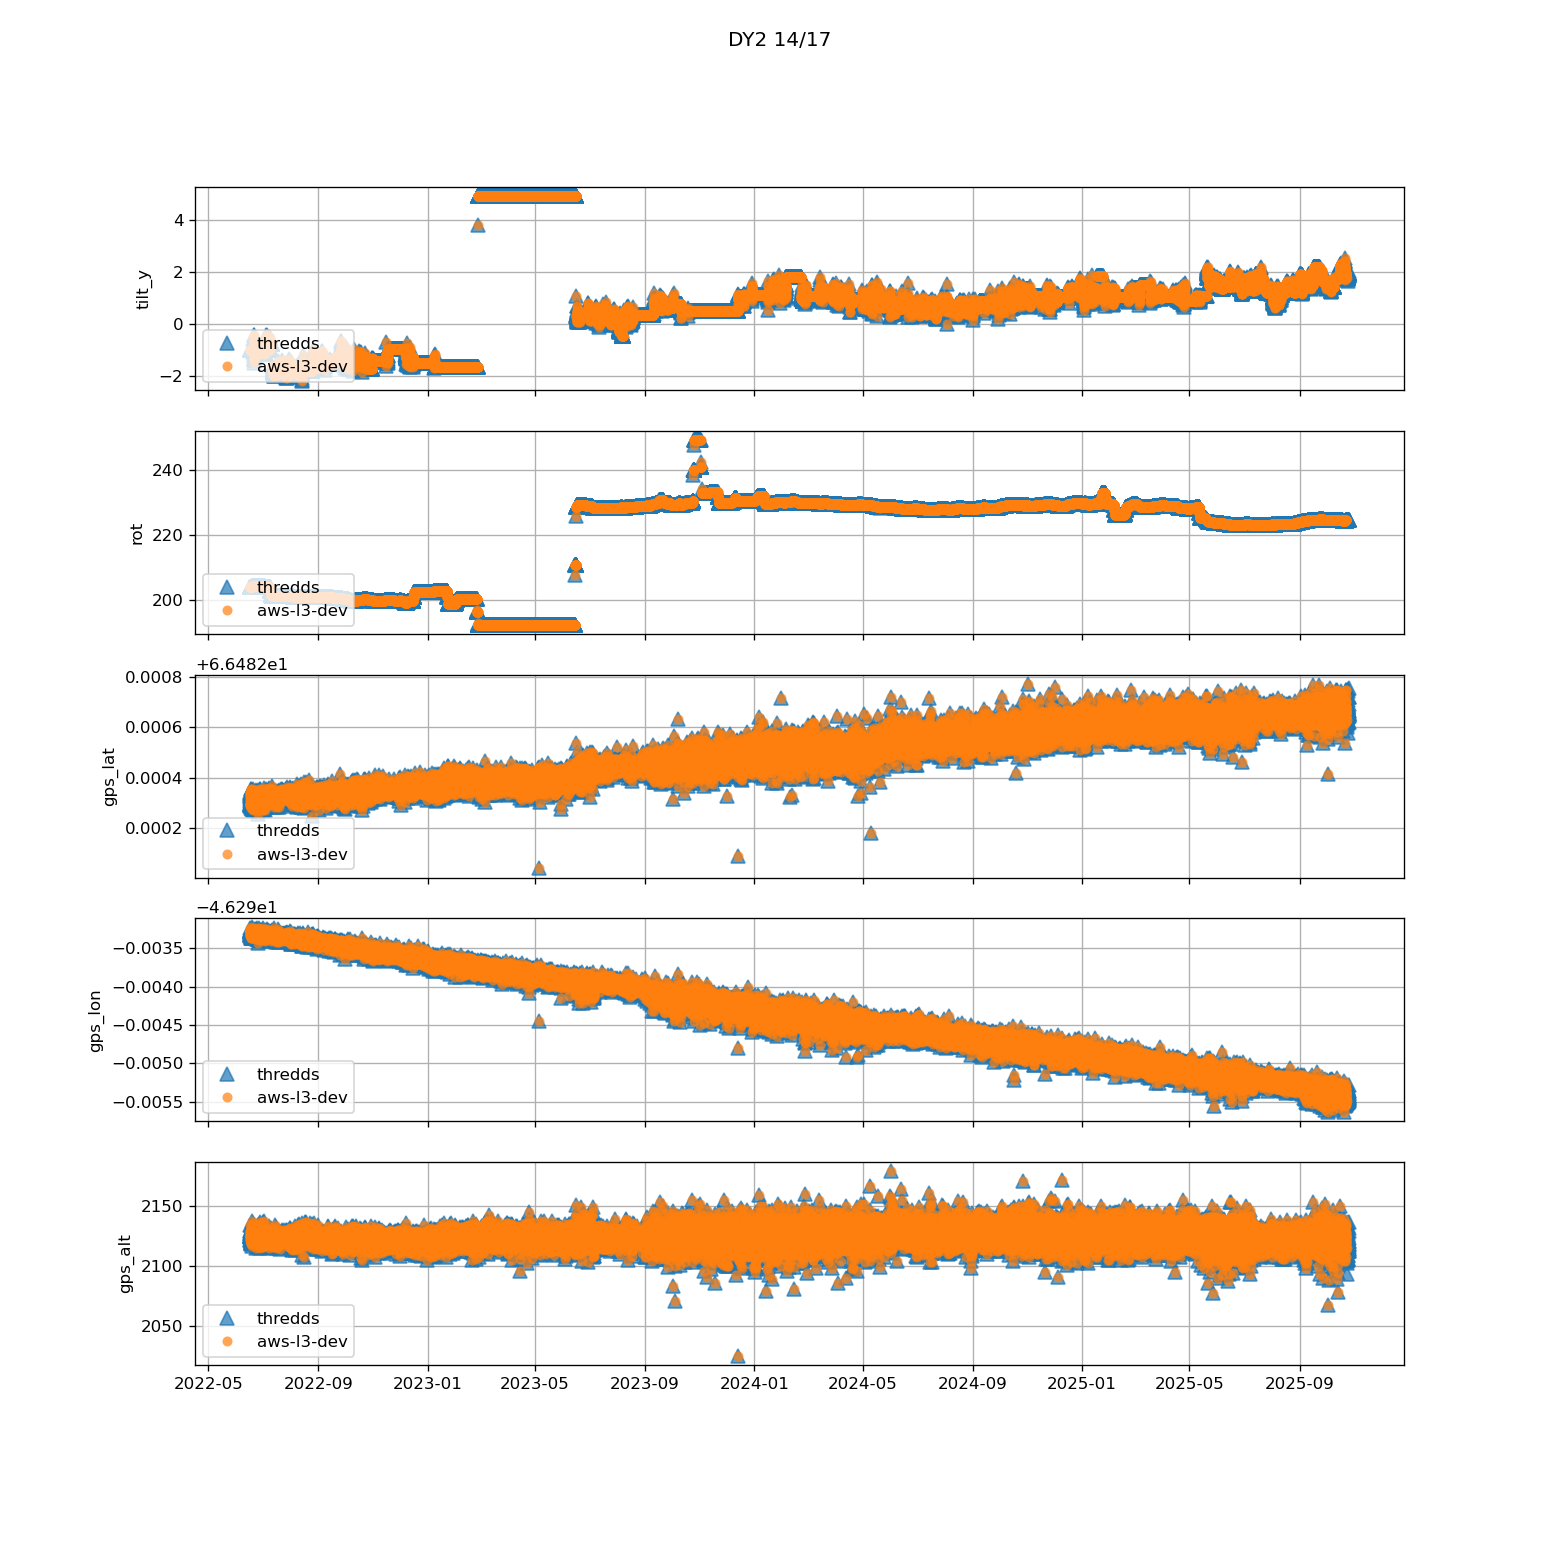 DY2 14/17
4
2
0
−2
tilt_y
thredds
aws-l3-dev
240
220
200
rot
thredds
aws-l3-dev
+6.6482e1
0.0008
0.0006
0.0004
0.0002
gps_lat
thredds
aws-l3-dev
−4.629e1
−0.0035
−0.0040
−0.0045
−0.0050
−0.0055
gps_lon
thredds
aws-l3-dev
2150
2100
2050
gps_alt
thredds
aws-l3-dev
2022-05 2022-09 2023-01 2023-05 2023-09 2024-01 2024-05 2024-09 2025-01 2025-05 2025-09